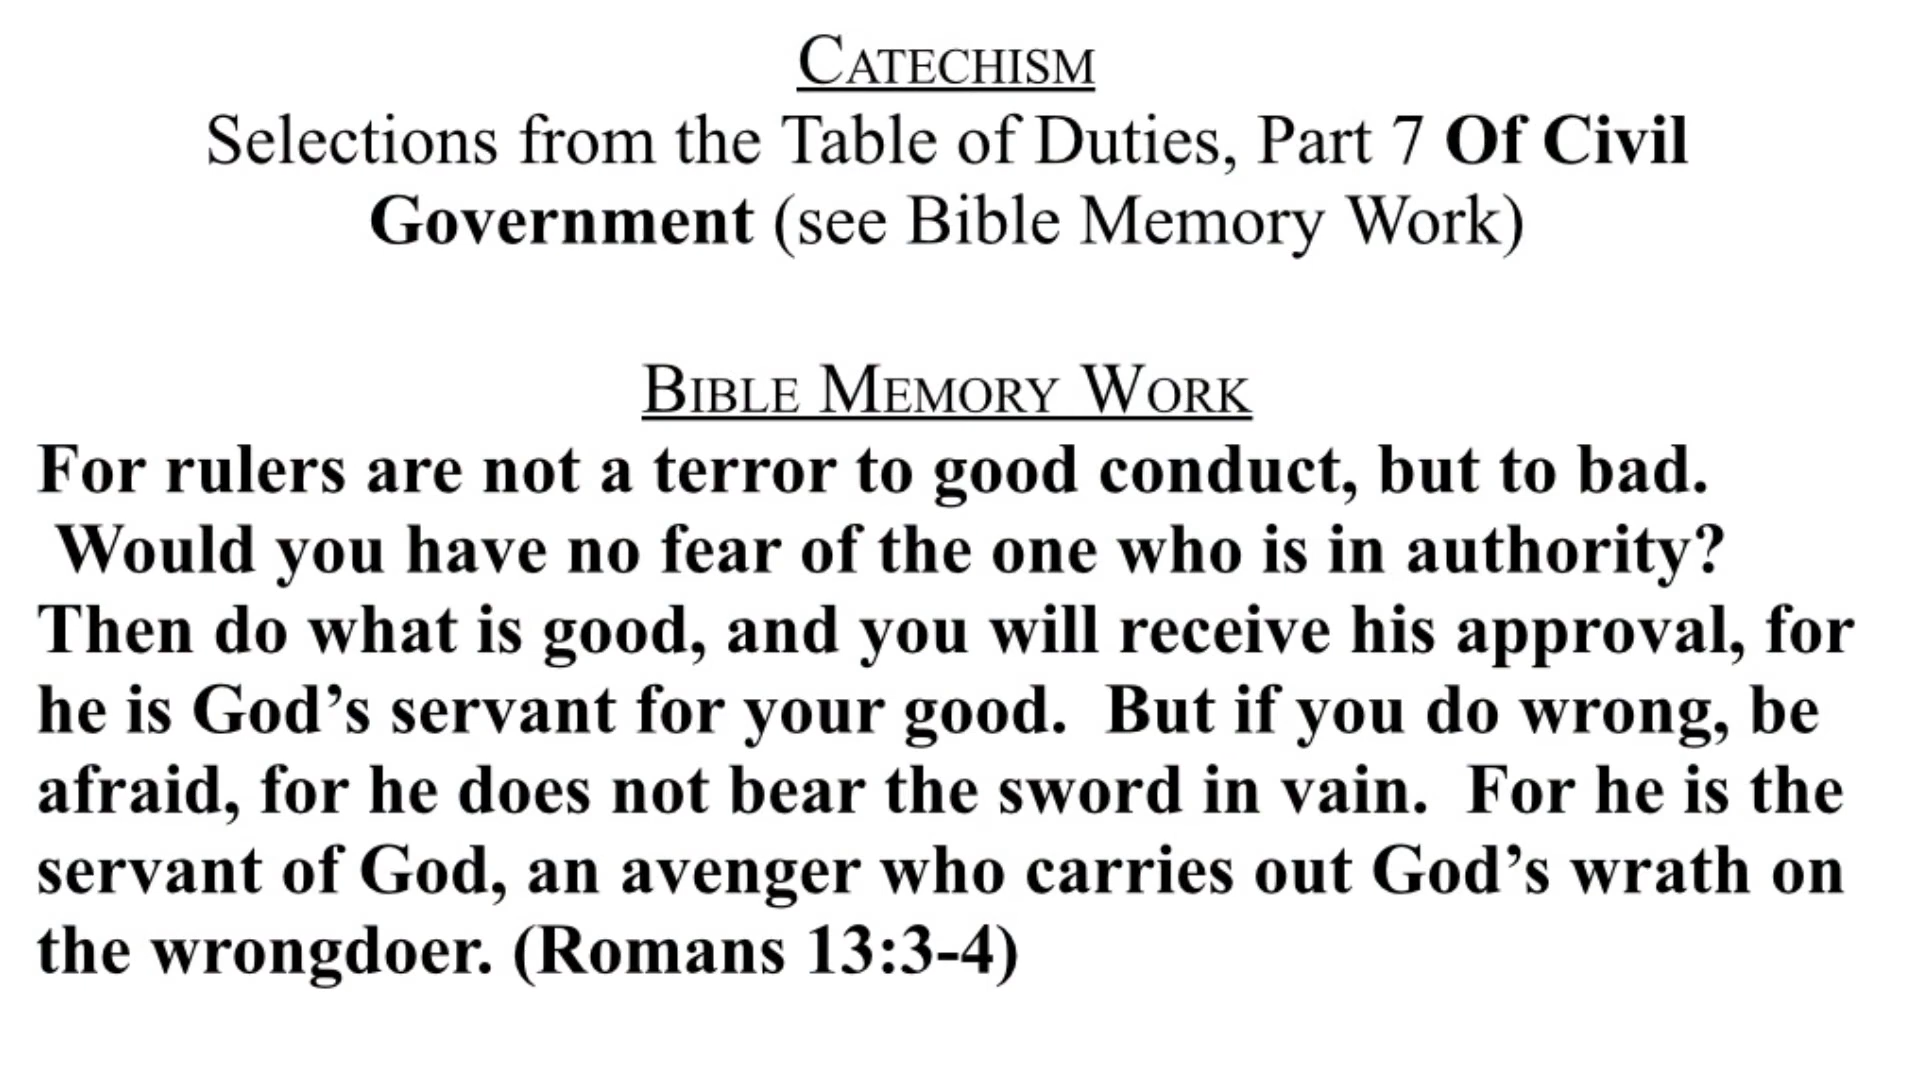 CATECHISM
Selections from the Table of Duties, Part 7 Of Civil
Government (see Bible Memory Work)
BIBLE MEMORY WORK
For rulers are not a terror to good conduct, but to bad.
Would you have no fear of the one who is in authority?
Then do what is good, and you will receive his approval, for
he is God’s servant for your good.  But if you do wrong, be
afraid, for he does not bear the sword in vain.  For he is the
servant of God, an avenger who carries out God’s wrath on
the wrongdoer. (Romans 13:3-4)